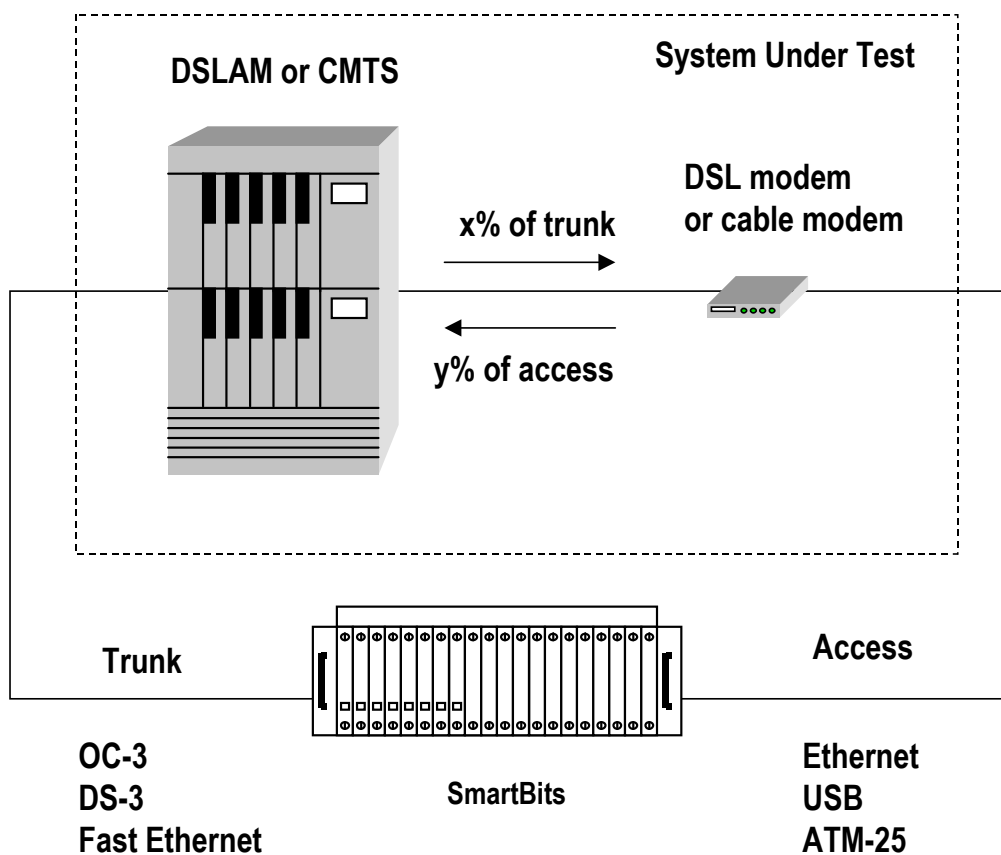 System Under Test
DSLAM or CMTS
DSL modem
or cable modem
x% of trunk
y% of access
Trunk
Access
OC-3
DS-3
Fast Ethernet
SmartBits
Ethernet
USB
ATM-25